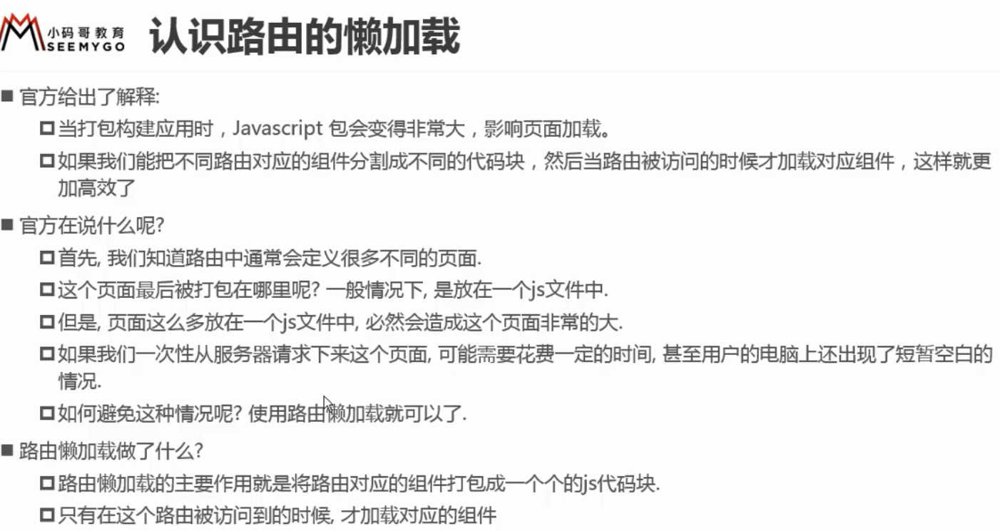 小码哥教育
SEEMYGO
认识路由的懒加载
官方给出了解释:
当打包构建应用时，Javascript 包会变得非常大，影响页面加载。
如果我们能把不同路由对应的组件分割成不同的代码块，然后当路由被访问的时候才加载对应组件，这样就更
加高效了
官方在说什么呢?
首先, 我们知道路由中通常会定义很多不同的页面.
这个页面最后被打包在哪里呢? 一般情况下, 是放在一个js文件中.
但是, 页面这么多放在一个js文件中, 必然会造成这个页面非常的大.
如果我们一次性从服务器请求下来这个页面, 可能需要花费一定的时间, 甚至用户的电脑上还出现了短暂空白的
情况.
如何避免这种情况呢? 使用路由懒加载就可以了.
路由懒加载做了什么?
路由懒加载的主要作用就是将路由对应的组件打包成一个个的js代码块.
只有在这个路由被访问到的时候, 才加载对应的组件